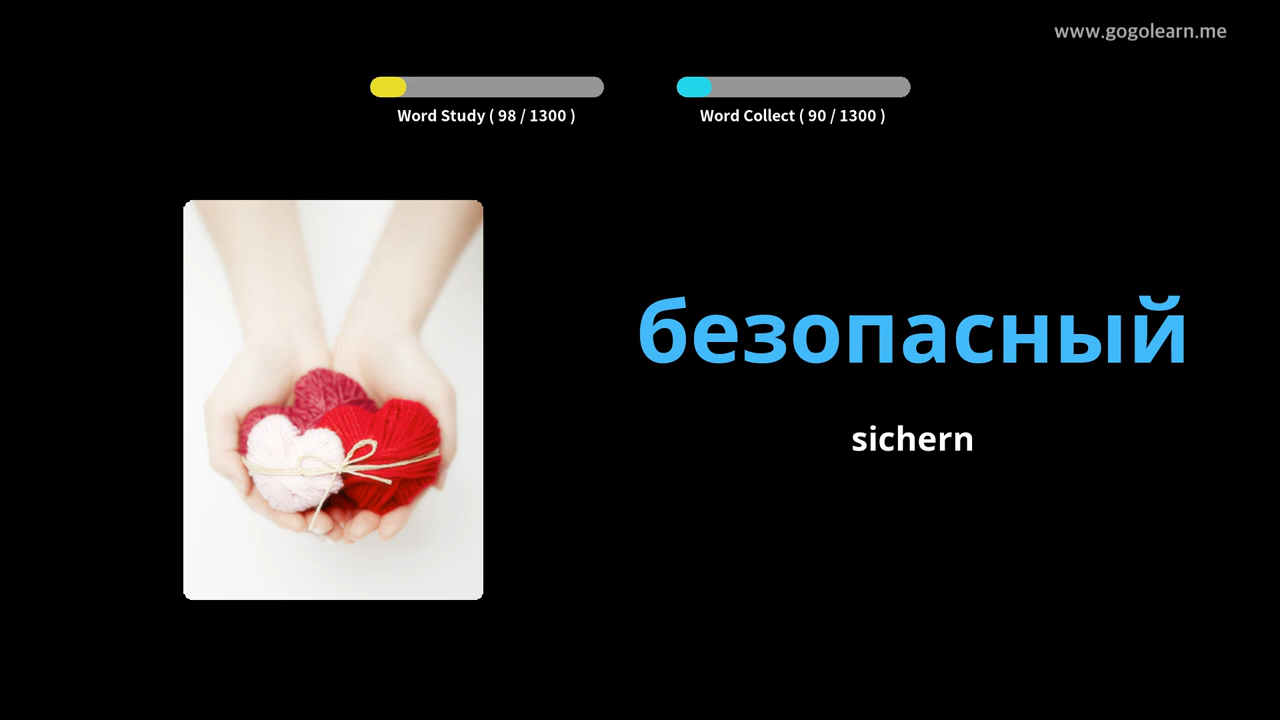 www.gogolearn.me
Word Study ( 98 / 1300 )
Word Collect ( 90 / 1300 )
безопасный
sichern